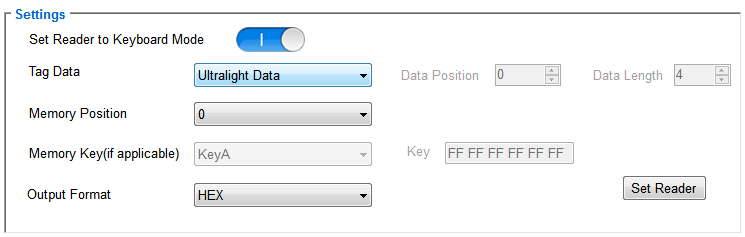 Settings
Set Reader to Keyboard Mode
Tag Data Ultralight Data Data Position 0 Data Length 4
Memory Position 0
Memory Key(if applicable) KeyA Key FF FF FF FF FF FF
Output Format HEX Set Reader